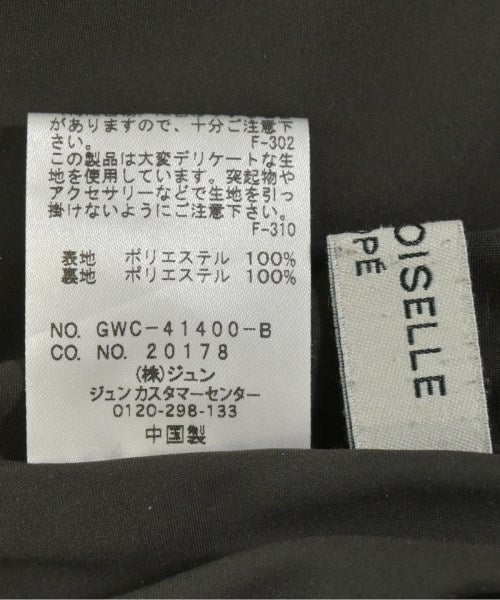 がありますので、十分ご注意下
さい。 F-302
この製品は大変デリケートな生
地を使用しています。突起物や
アクセサリーなどで生地を引っ
掛けないようにご注意下さい。
F-310
表地 ポリエステル 100%
裏地 ポリエステル 100%
NO. GWC-41400-B
CO. NO. 20178
(株)ジュン
ジュン カスタマーセンター
0120-298-133
中国製
OISELLE
OPÉ